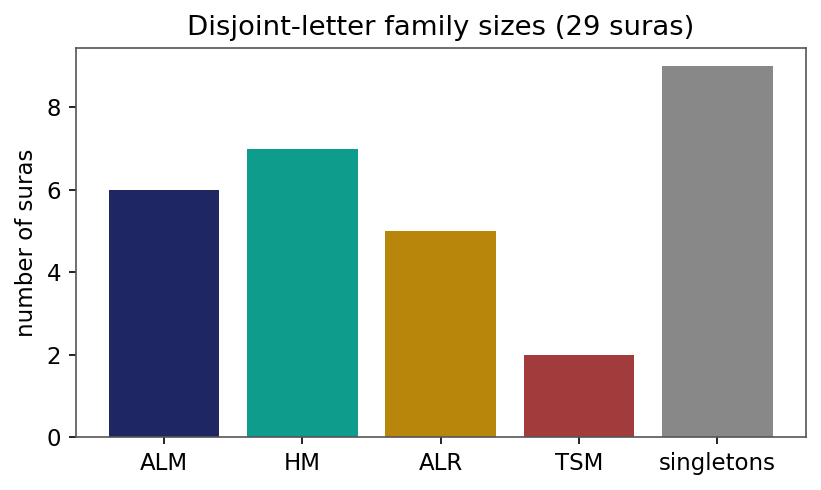 Disjoint-letter family sizes (29 suras)
number of suras
8
6
4
2
0
ALM HM ALR TSM singletons